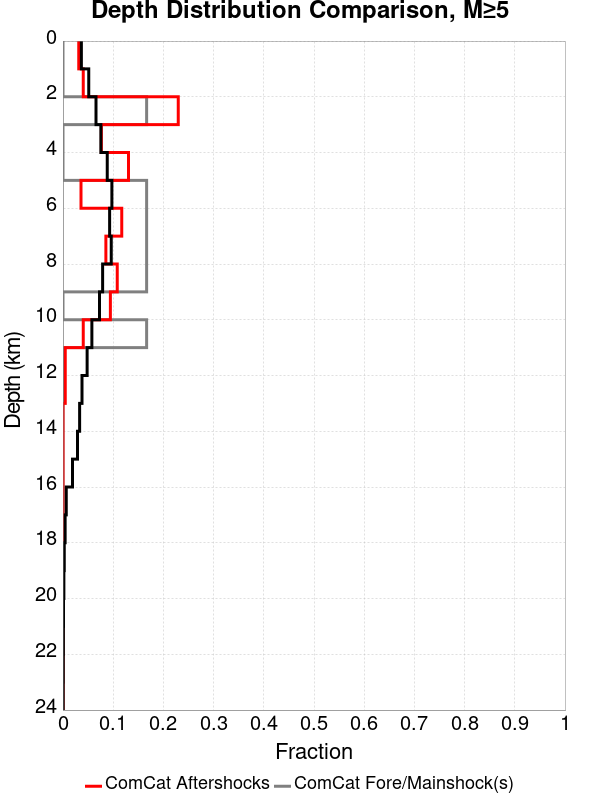 Depth Distribution Comparison, M≥5
0
2
4
6
8
10
12
14
16
18
20
22
24
Depth (km)
0 0.1 0.2 0.3 0.4 0.5 0.6 0.7 0.8 0.9 1
Fraction
ComCat Aftershocks ComCat Fore/Mainshock(s)